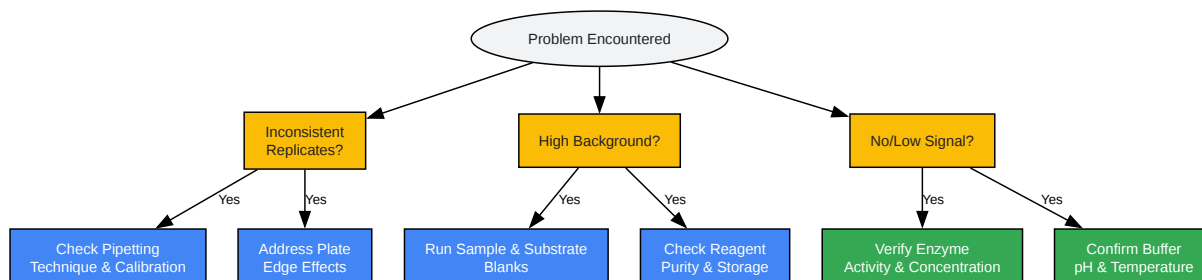 Problem Encountered
Inconsistent
Replicates?
High Background?
No/Low Signal?
Yes
Yes
Yes
Yes
Yes
Yes
Check Pipetting
Technique & Calibration
Address Plate
Edge Effects
Run Sample & Substrate
Blanks
Check Reagent
Purity & Storage
Verify Enzyme
Activity & Concentration
Confirm Buffer
pH & Temperature